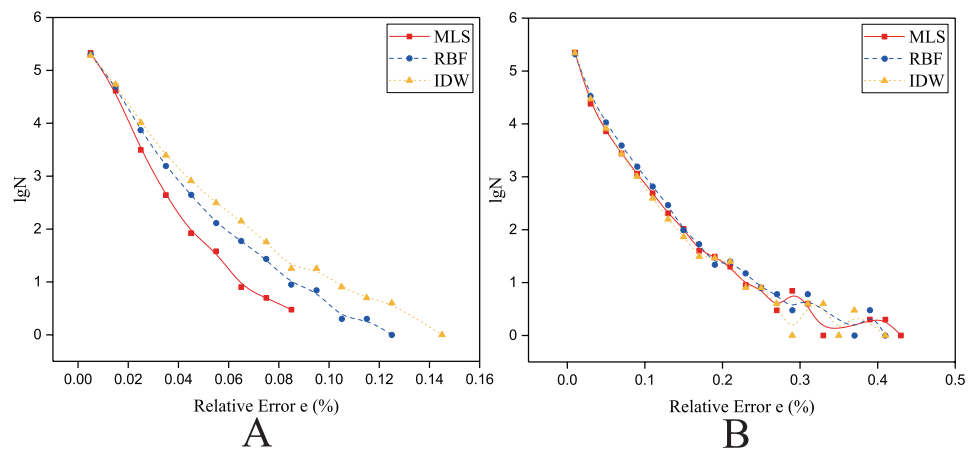 6
5
4
3
2
1
0
lgN
MLS
RBF
IDW
0.00 0.02 0.04 0.06 0.08 0.10 0.12 0.14 0.16
Relative Error e (%)
A
6
5
4
3
2
1
0
lgN
MLS
RBF
IDW
0.0 0.1 0.2 0.3 0.4 0.5
Relative Error e (%)
B